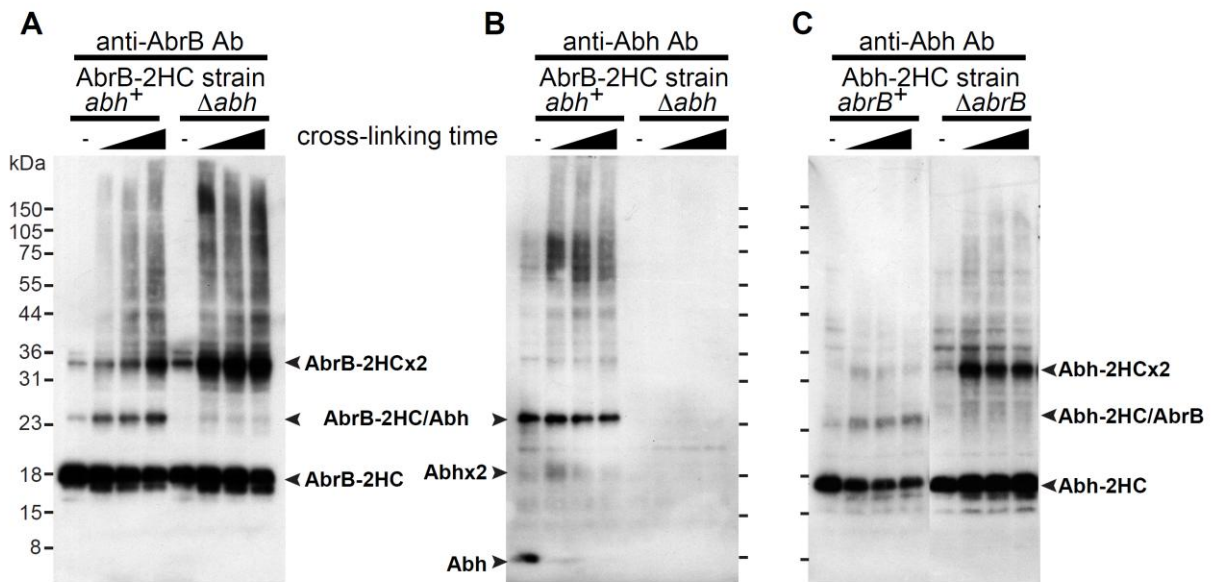 A
anti-AbrB Ab
AbrB-2HC strain
abh+ Δabh
-
-
B
anti-Abh Ab
AbrB-2HC strain
abh+ Δabh
-
-
C
anti-Abh Ab
Abh-2HC strain
abrB+ ΔabrB
-
-
cross-linking time
kDa
150
105
75
55
44
36
31
23
18
15
8
AbrB-2HCx2
AbrB-2HC/Abh
AbrB-2HC
Abhx2
Abh
Abh-2HCx2
Abh-2HC/AbrB
Abh-2HC